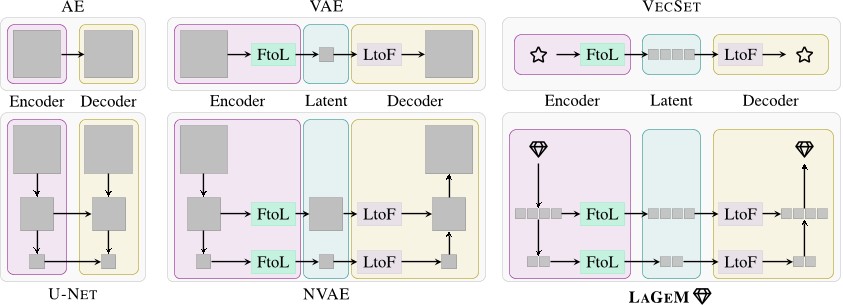 AE
VAE
VECSET
FtoL
LtoF
FtoL
LtoF
Encoder Decoder
Encoder Latent Decoder
Encoder Latent Decoder
FtoL
LtoF
FtoL
LtoF
FtoL
LtoF
FtoL
LtoF
U-NET
NVAE
LAGEM